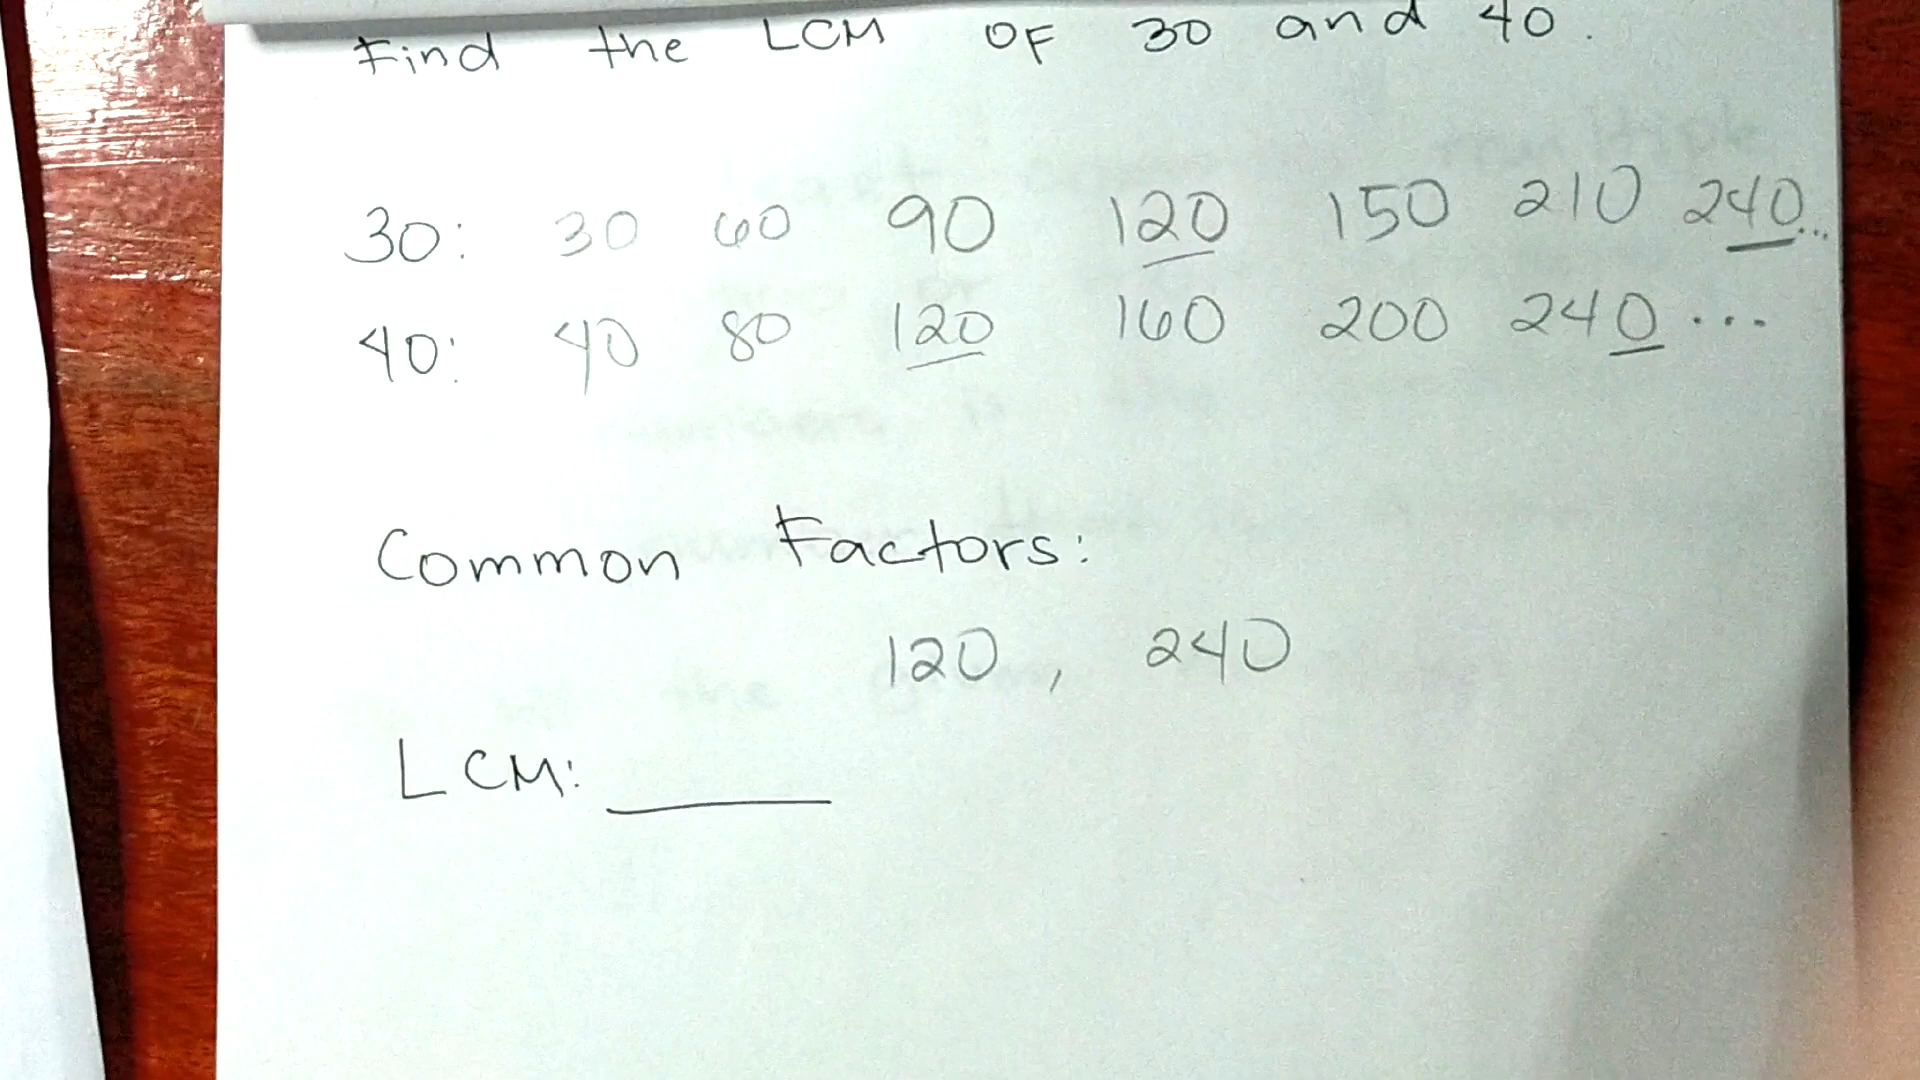 Find the LCM OF 30 and 40.
30: 30 60 90 120 150 210 240...
40: 40 80 120 160 200 240 ...
Common Factors:
120, 240
LCM: ______